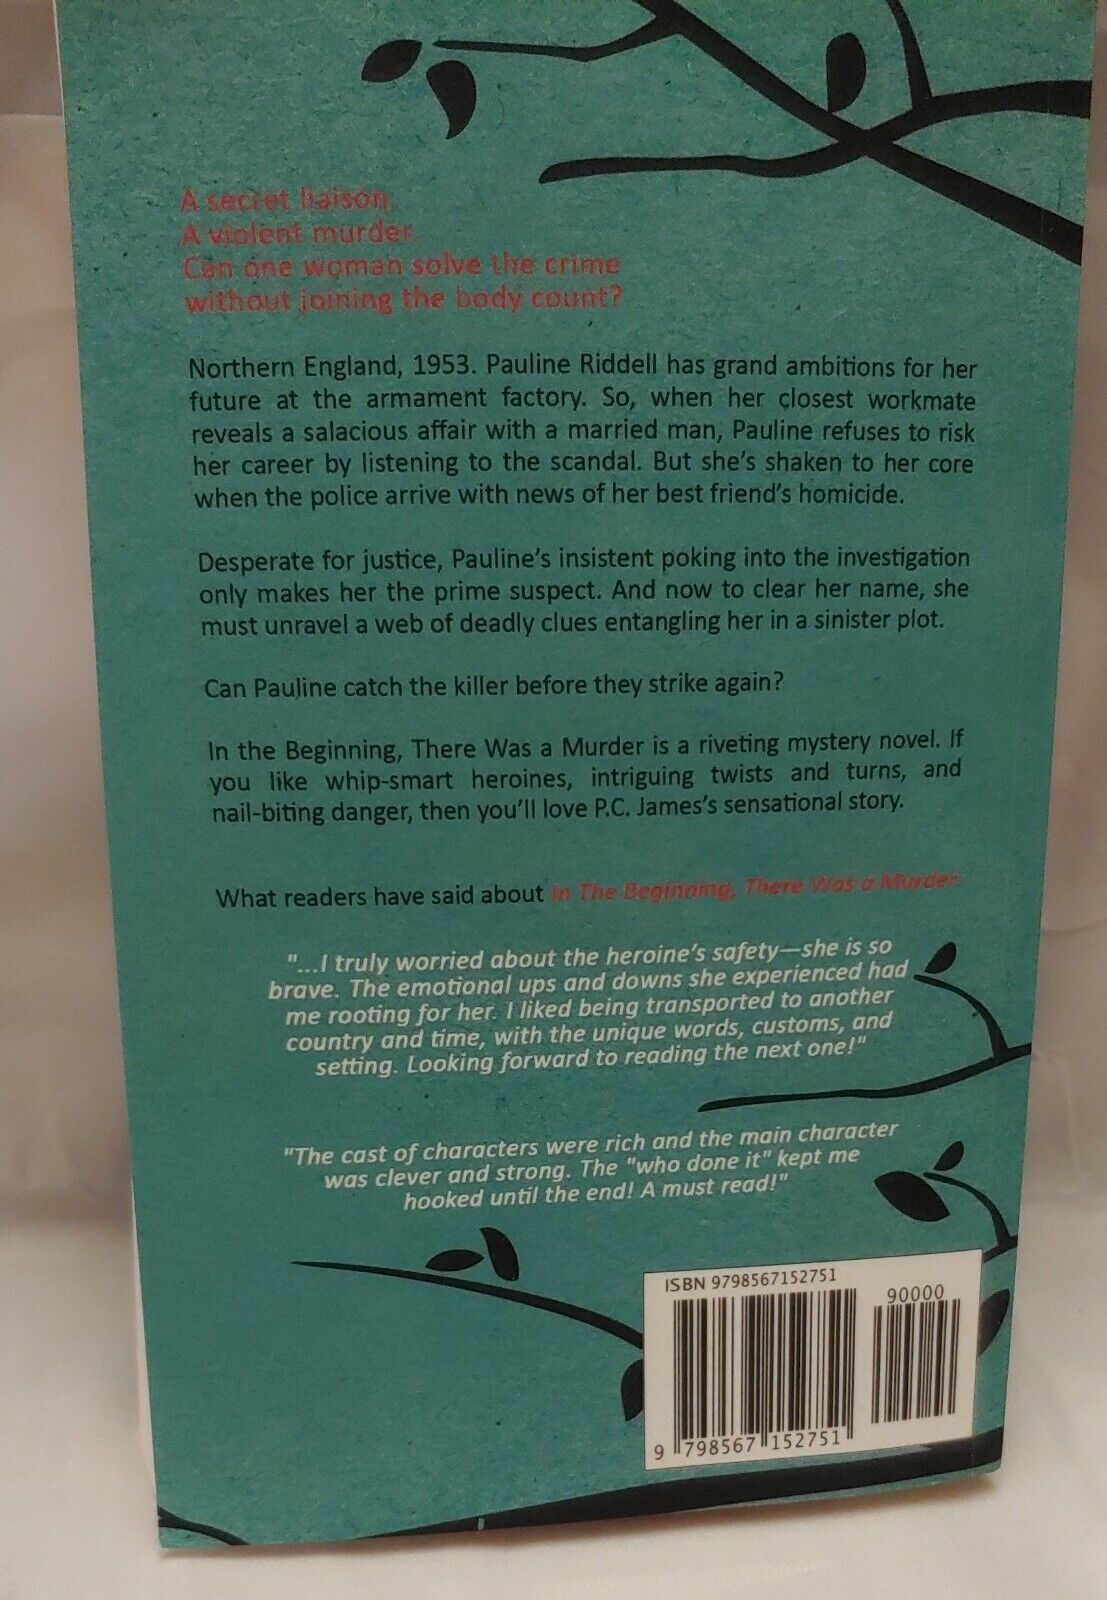 A secret liaison.
A violent murder.
Can one woman solve the crime
without joining the body count?
Northern England, 1953. Pauline Riddell has grand ambitions for her
future at the armament factory. So, when her closest workmate
reveals a salacious affair with a married man, Pauline refuses to risk
her career by listening to the scandal. But she's shaken to her core
when the police arrive with news of her best friend's homicide.
Desperate for justice, Pauline's insistent poking into the investigation
only makes her the prime suspect. And now to clear her name, she
must unravel a web of deadly clues entangling her in a sinister plot.
Can Pauline catch the killer before they strike again?
In the Beginning, There Was a Murder is a riveting mystery novel. If
you like whip-smart heroines, intriguing twists and turns, and
nail-biting danger, then you'll love P.C. James's sensational story.
What readers have said about In The Beginning, There Was a Murder:
"...I truly worried about the heroine's safety—she is so
brave. The emotional ups and downs she experienced had
me rooting for her. I liked being transported to another
country and time, with the unique words, customs, and
setting. Looking forward to reading the next one!"
"The cast of characters were rich and the main character
was clever and strong. The "who done it" kept me
hooked until the end! A must read!"
ISBN 9798567152751
90000
9 798567 152751